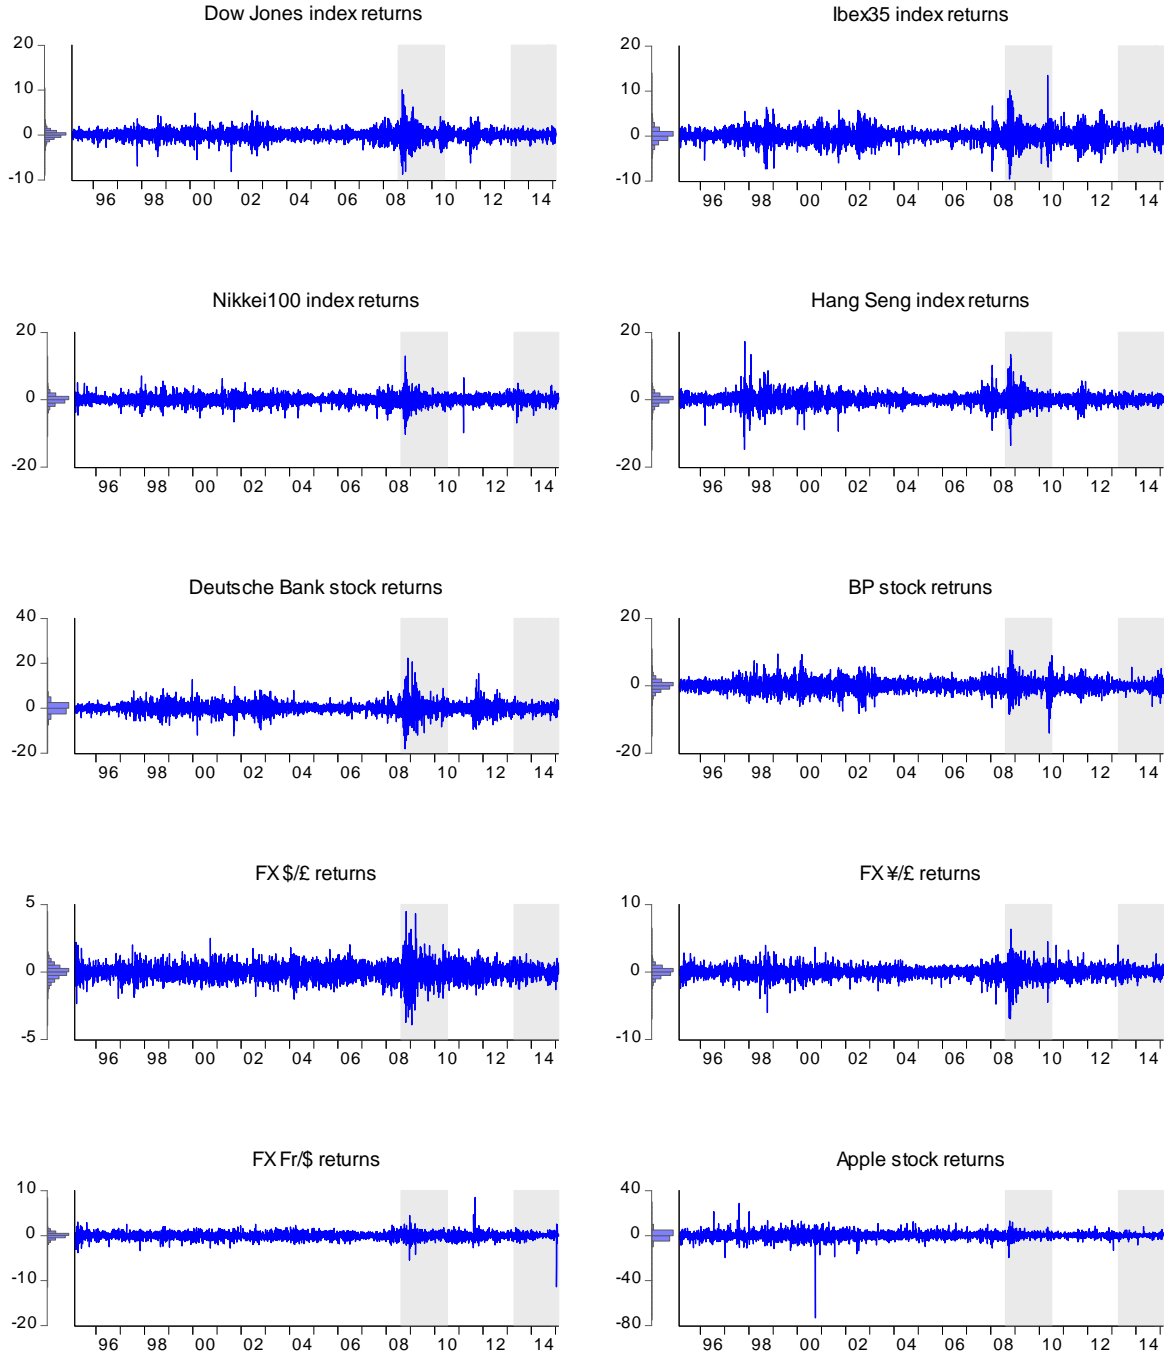 Dow Jones index returns
20
10
0
-10
96 98 00 02 04 06 08 10 12 14
Ibex35 index returns
20
10
0
-10
96 98 00 02 04 06 08 10 12 14
Nikkei100 index returns
20
0
-20
96 98 00 02 04 06 08 10 12 14
Hang Seng index returns
20
0
-20
96 98 00 02 04 06 08 10 12 14
Deutsche Bank stock returns
40
20
0
-20
96 98 00 02 04 06 08 10 12 14
BP stock retruns
20
0
-20
96 98 00 02 04 06 08 10 12 14
FX $/£ returns
5
0
-5
96 98 00 02 04 06 08 10 12 14
FX ¥/£ returns
10
0
-10
96 98 00 02 04 06 08 10 12 14
FX Fr/$ returns
10
0
-10
-20
96 98 00 02 04 06 08 10 12 14
Apple stock returns
40
0
-40
-80
96 98 00 02 04 06 08 10 12 14